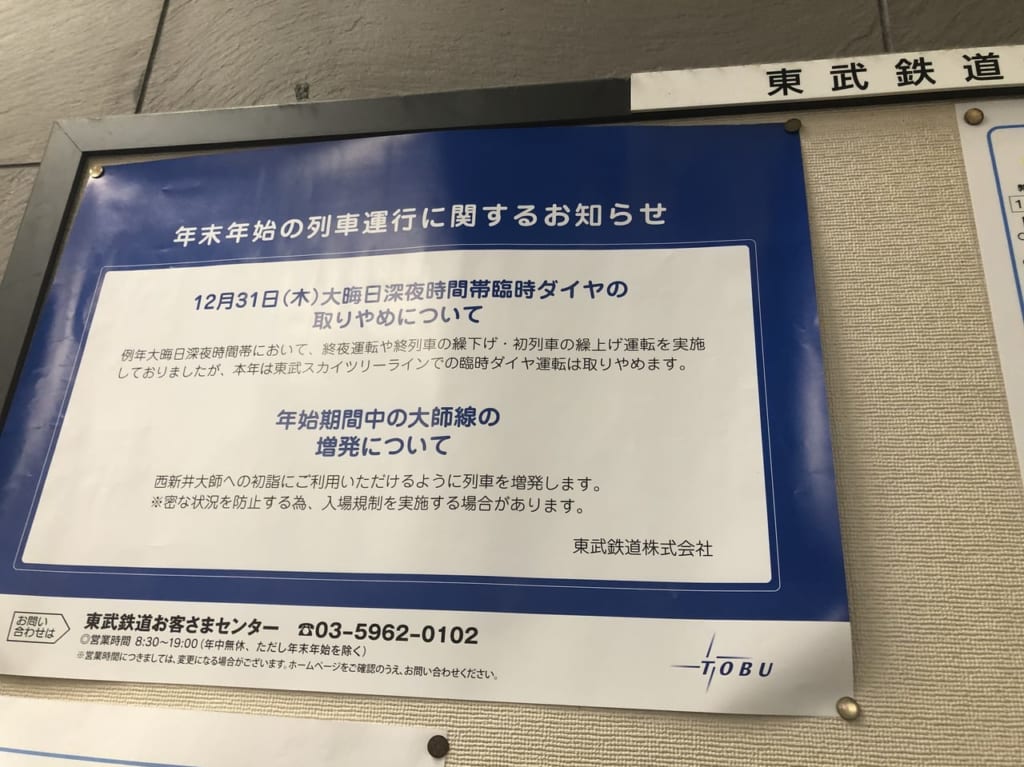 東武鉄道
年末年始の列車運行に関するお知らせ
12月31日(木)大晦日深夜時間帯臨時ダイヤの
取りやめについて
例年大晦日深夜時間帯において、終夜運転や終列車の繰下げ・初列車の繰上げ運転を実施
しておりましたが、本年は東武スカイツリーラインでの臨時ダイヤ運転は取りやめます。
年始期間中の大師線の
増発について
西新井大師への初詣にご利用いただけるように列車を増発します。
※密な状況を防止する為、入場規制を実施する場合があります。
東武鉄道株式会社
お問い
合わせは
東武鉄道お客さまセンター ☎03-5962-0102
◎営業時間 8:30~19:00(年中無休、ただし年末年始を除く)
※営業時間につきましては、変更になる場合がございます。ホームページをご確認のうえ、お問い合わせください。
TOBU